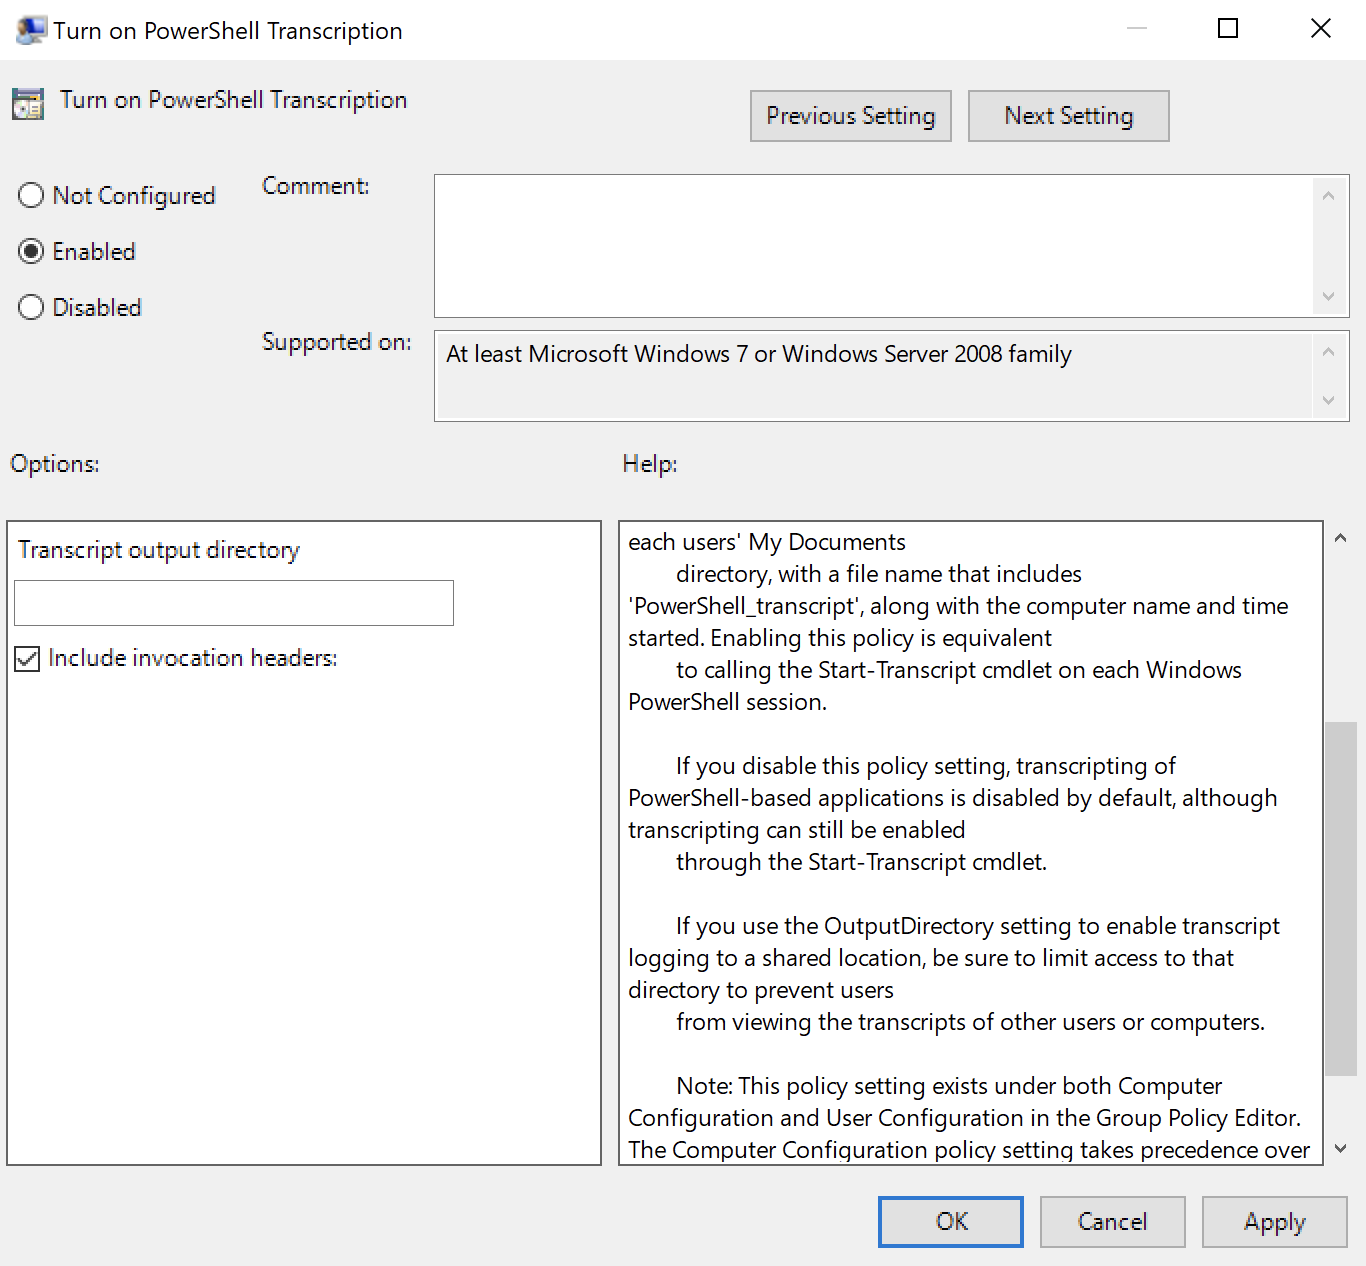 Turn on PowerShell Transcription
Turn on PowerShell Transcription
Previous Setting
Next Setting
Not Configured
Enabled
Disabled
Comment:
Supported on:
At least Microsoft Windows 7 or Windows Server 2008 family
Options:
Help:
Transcript output directory
Include invocation headers:
each users' My Documents
directory, with a file name that includes
'PowerShell_transcript', along with the computer name and time
started. Enabling this policy is equivalent
to calling the Start-Transcript cmdlet on each Windows
PowerShell session.
If you disable this policy setting, transcripting of
PowerShell-based applications is disabled by default, although
transcripting can still be enabled
through the Start-Transcript cmdlet.
If you use the OutputDirectory setting to enable transcript
logging to a shared location, be sure to limit access to that
directory to prevent users
from viewing the transcripts of other users or computers.
Note: This policy setting exists under both Computer
Configuration and User Configuration in the Group Policy Editor.
The Computer Configuration policy setting takes precedence over
OK
Cancel
Apply